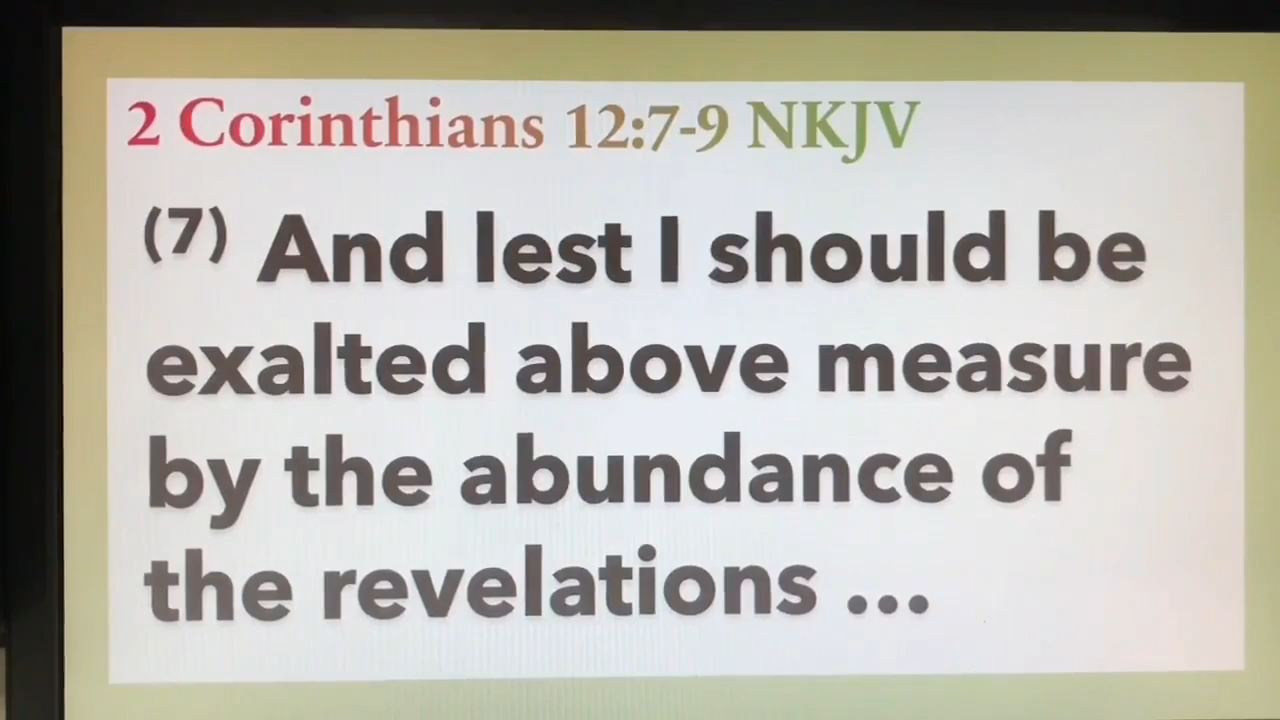 2 Corinthians 12:7-9 NKJV
(7) And lest I should be
exalted above measure
by the abundance of
the revelations ...